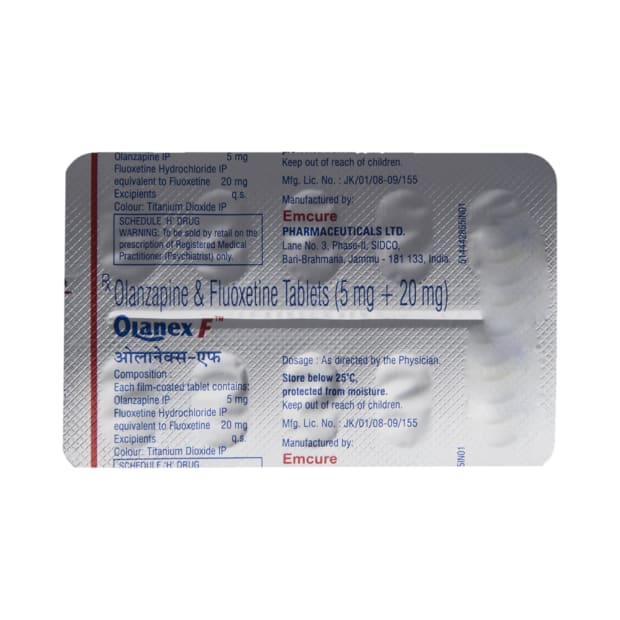 Olanzapine IP 5 mg
Fluoxetine Hydrochloride IP
equivalent to Fluoxetine 20 mg
Excipients q.s.
Colour: Titanium Dioxide IP
SCHEDULE 'H' DRUG
WARNING: To be sold by retail on the
prescription of Registered Medical
Practitioner (Psychiatrist) only.
Keep out of reach of children.
Mfg. Lic. No. : JK/01/08-09/155
Manufactured by:
Emcure
PHARMACEUTICALS LTD.
Lane No. 3, Phase-II, SIDCO,
Bari-Brahmana, Jammu - 181 133, India.
Rx Olanzapine & Fluoxetine Tablets (5 mg + 20 mg)
Olanex F™
ओलानेक्स-एफ
Composition :
Each film-coated tablet contains:
Olanzapine IP 5 mg
Fluoxetine Hydrochloride IP
equivalent to Fluoxetine 20 mg
Excipients q.s.
Colour: Titanium Dioxide IP
SCHEDULE 'H' DRUG
Dosage : As directed by the Physician.
Store below 25°C,
protected from moisture.
Keep out of reach of children.
Mfg. Lic. No. : JK/01/08-09/155
Manufactured by:
Emcure
5IN01